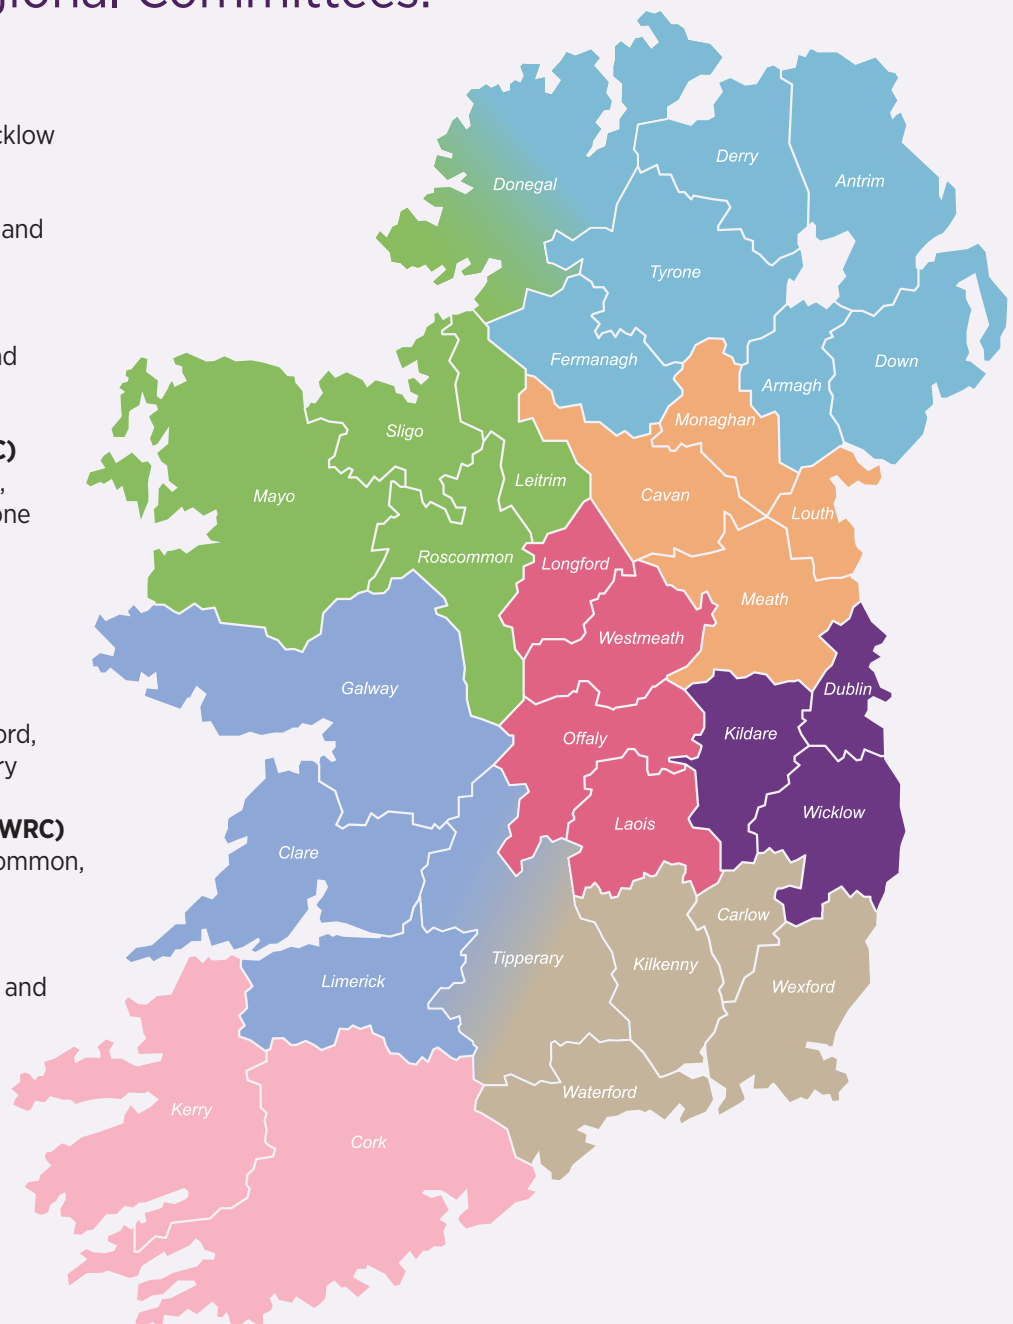 gional Committees.
cklow
and
nd
C)
,
one
ord,
ry
WRC)
ommon,
and
Donegal
Derry
Antrim
Tyrone
Fermanagh
Armagh
Down
Monaghan
Sligo
Leitrim
Cavan
Louth
Mayo
Roscommon
Longford
Meath
Westmeath
Galway
Dublin
Offaly
Kildare
Laois
Wicklow
Clare
Carlow
Tipperary
Kilkenny
Limerick
Wexford
Waterford
Kerry
Cork